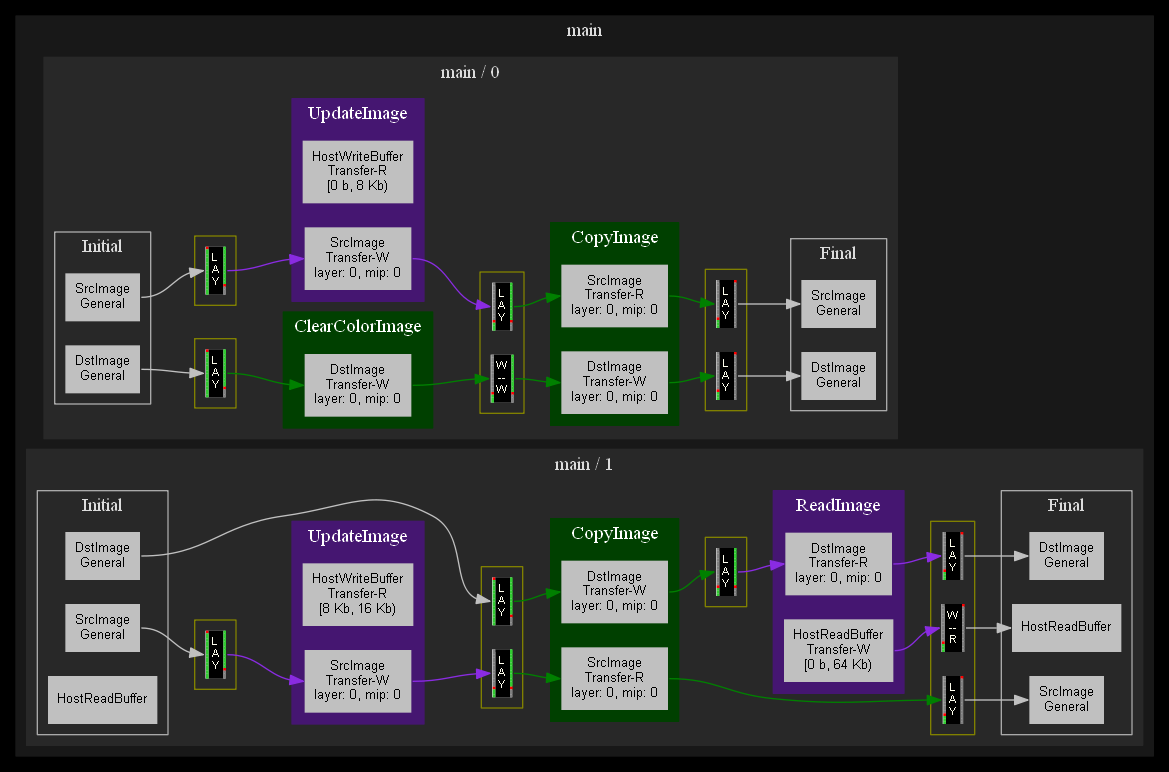 main
main / 0
Initial
SrcImage
General
DstImage
General
L
A
Y
L
A
Y
UpdateImage
HostWriteBuffer
Transfer-R
[0 b, 8 Kb)
SrcImage
Transfer-W
layer: 0, mip: 0
ClearColorImage
DstImage
Transfer-W
layer: 0, mip: 0
L
A
Y
W
--
W
CopyImage
SrcImage
Transfer-R
layer: 0, mip: 0
DstImage
Transfer-W
layer: 0, mip: 0
L
A
Y
L
A
Y
Final
SrcImage
General
DstImage
General
main / 1
Initial
DstImage
General
SrcImage
General
HostReadBuffer
L
A
Y
UpdateImage
HostWriteBuffer
Transfer-R
[8 Kb, 16 Kb)
SrcImage
Transfer-W
layer: 0, mip: 0
L
A
Y
L
A
Y
CopyImage
DstImage
Transfer-W
layer: 0, mip: 0
SrcImage
Transfer-R
layer: 0, mip: 0
L
A
Y
ReadImage
DstImage
Transfer-R
layer: 0, mip: 0
HostReadBuffer
Transfer-W
[0 b, 64 Kb)
L
A
Y
W
--
R
L
A
Y
Final
DstImage
General
HostReadBuffer
SrcImage
General